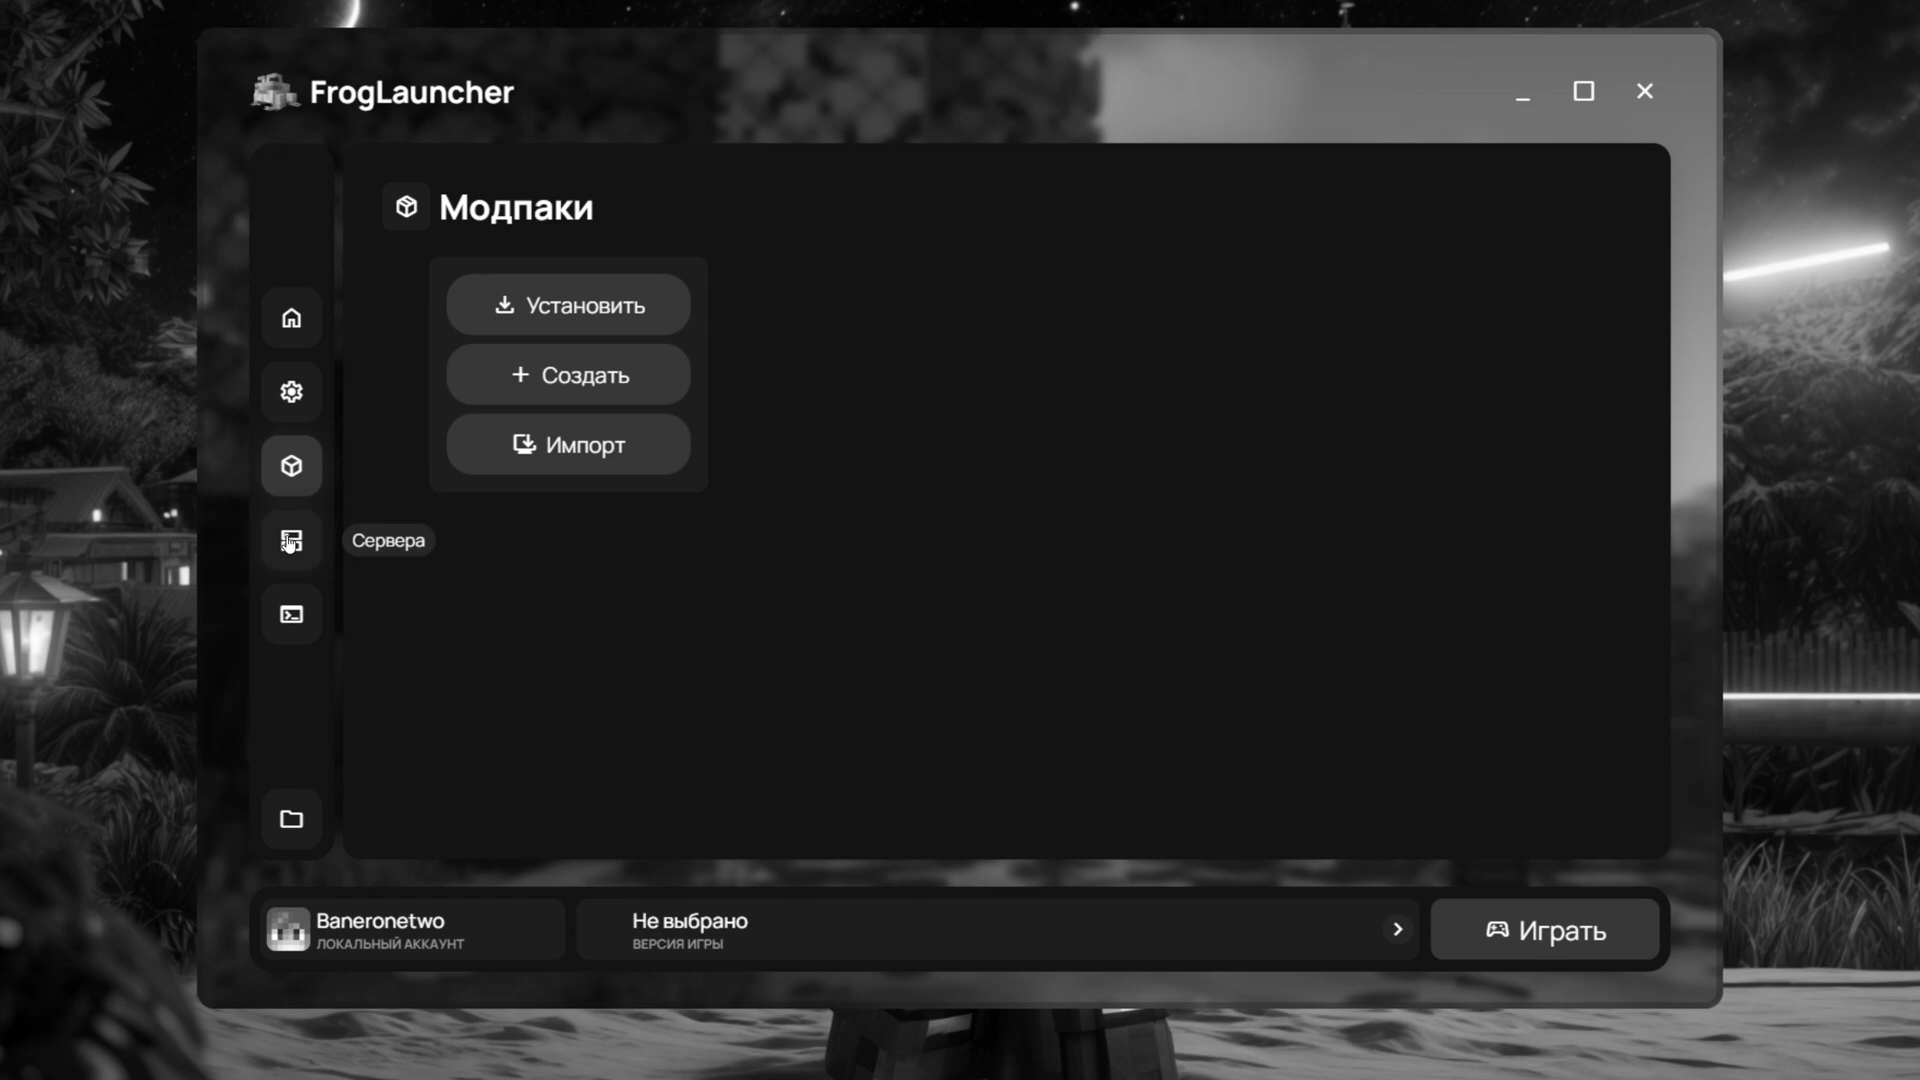 FrogLauncher
Модпаки
Установить
Создать
Импорт
Сервера
Baneronetwo
ЛОКАЛЬНЫЙ АККАУНТ
Не выбрано
ВЕРСИЯ ИГРЫ
Играть